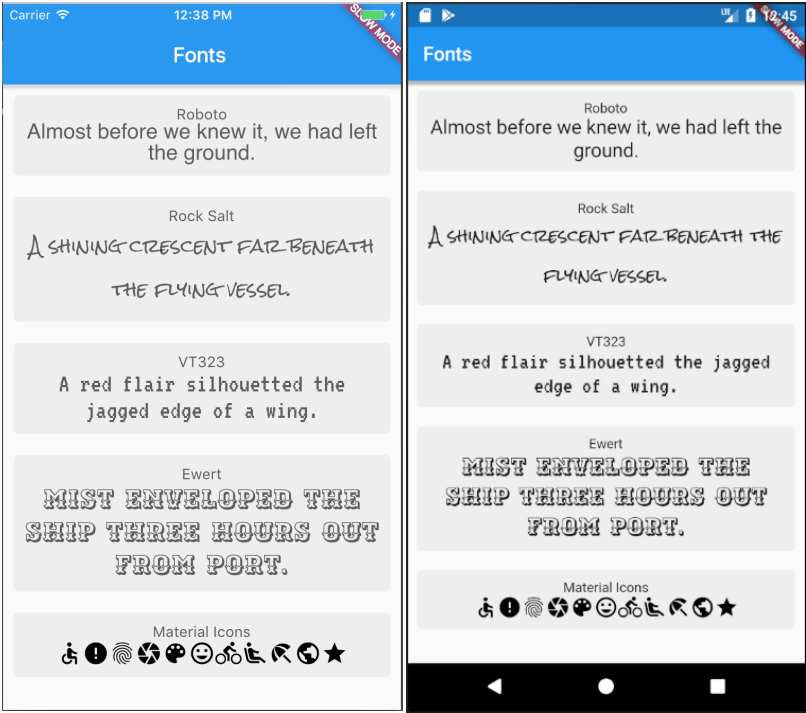 Carrier 12:38 PM
SLOW MODE
Fonts
Roboto
Almost before we knew it, we had left
the ground.
Rock Salt
A shining crescent far beneath
the flying vessel.
VT323
A red flair silhouetted the
jagged edge of a wing.
Ewert
MIST ENVELOPED THE
SHIP THREE HOURS OUT
FROM PORT.
Material Icons
LTE 12:45
SLOW MODE
Fonts
Roboto
Almost before we knew it, we had left the
ground.
Rock Salt
A shining crescent far beneath the
flying vessel.
VT323
A red flair silhouetted the jagged
edge of a wing.
Ewert
MIST ENVELOPED THE
SHIP THREE HOURS OUT
FROM PORT.
Material Icons